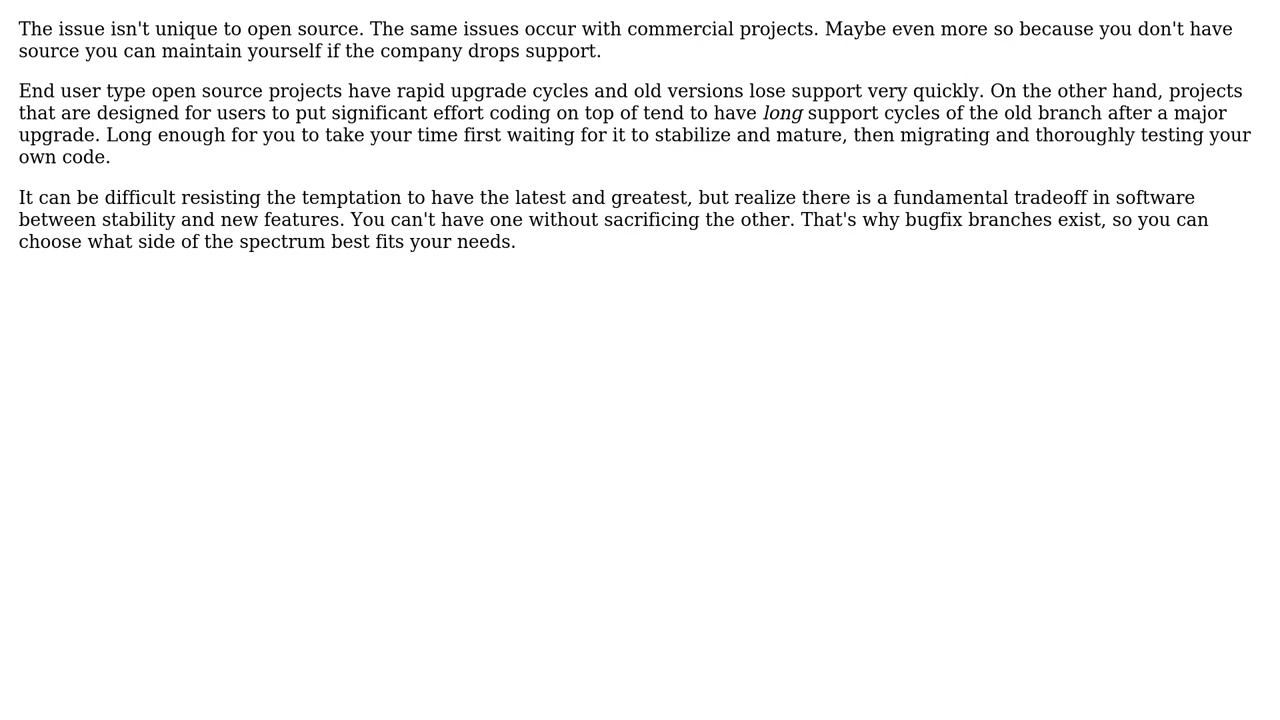 The issue isn't unique to open source. The same issues occur with commercial projects. Maybe even more so because you don't have
source you can maintain yourself if the company drops support.
End user type open source projects have rapid upgrade cycles and old versions lose support very quickly. On the other hand, projects
that are designed for users to put significant effort coding on top of tend to have long support cycles of the old branch after a major
upgrade. Long enough for you to take your time first waiting for it to stabilize and mature, then migrating and thoroughly testing your
own code.
It can be difficult resisting the temptation to have the latest and greatest, but realize there is a fundamental tradeoff in software
between stability and new features. You can't have one without sacrificing the other. That's why bugfix branches exist, so you can
choose what side of the spectrum best fits your needs.